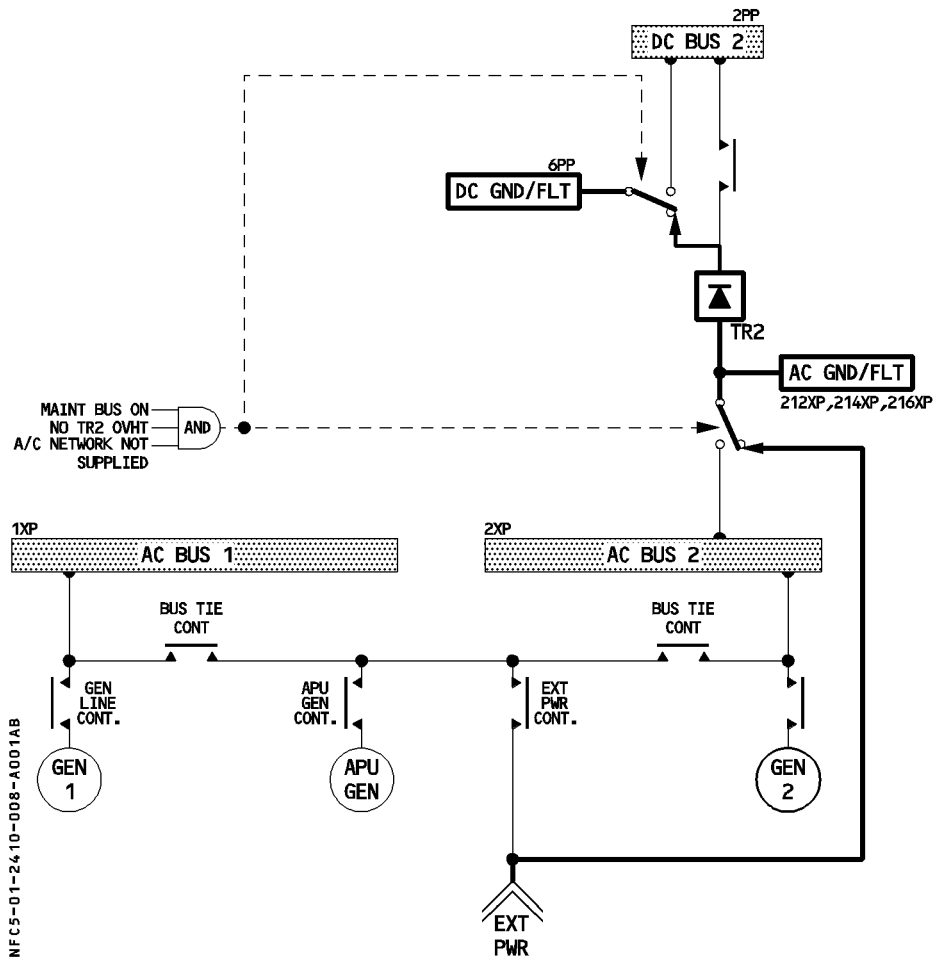 2PP
DC BUS 2
6PP
DC GND/FLT
TR2
AC GND/FLT
212XP,214XP,216XP
MAINT BUS ON
NO TR2 OVHT
A/C NETWORK NOT
SUPPLIED
AND
1XP
AC BUS 1
2XP
AC BUS 2
BUS TIE
CONT
BUS TIE
CONT
GEN
LINE
CONT.
APU
GEN
CONT.
EXT
PWR
CONT.
GEN
1
APU
GEN
GEN
2
EXT
PWR
NFC5-01-2410-008-A001AB